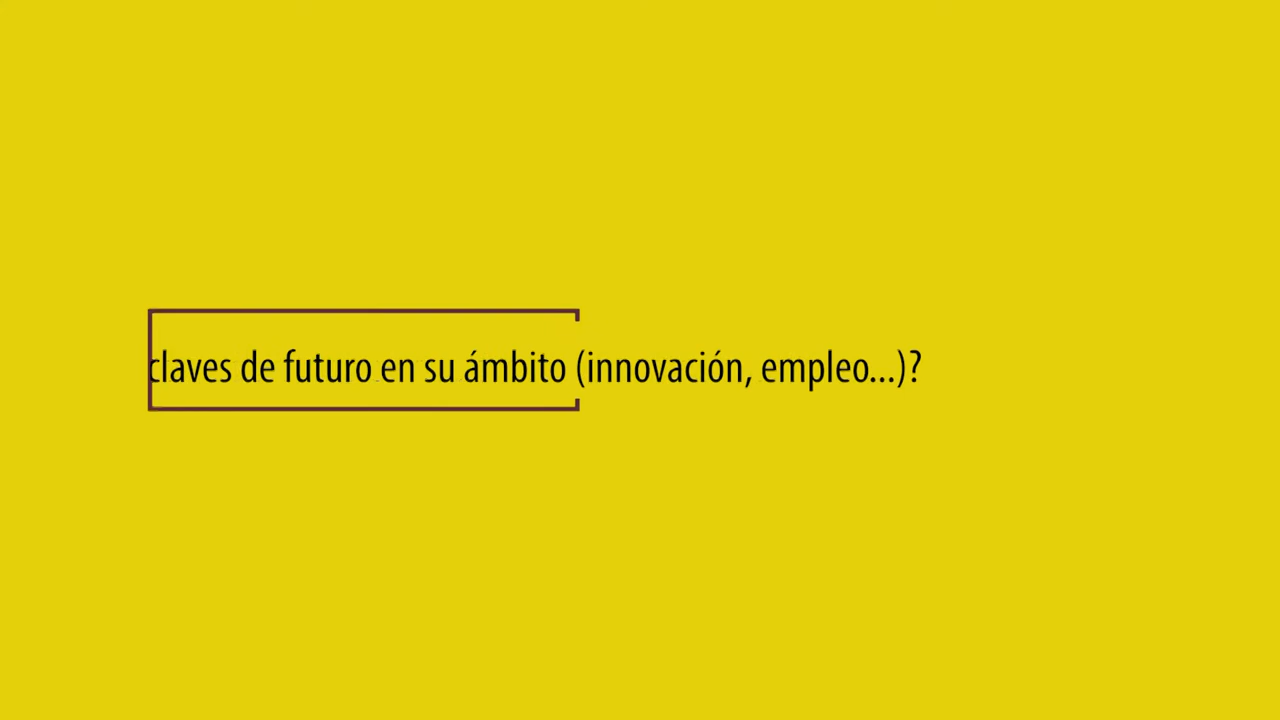 claves de futuro en su ámbito (innovación, empleo...)?